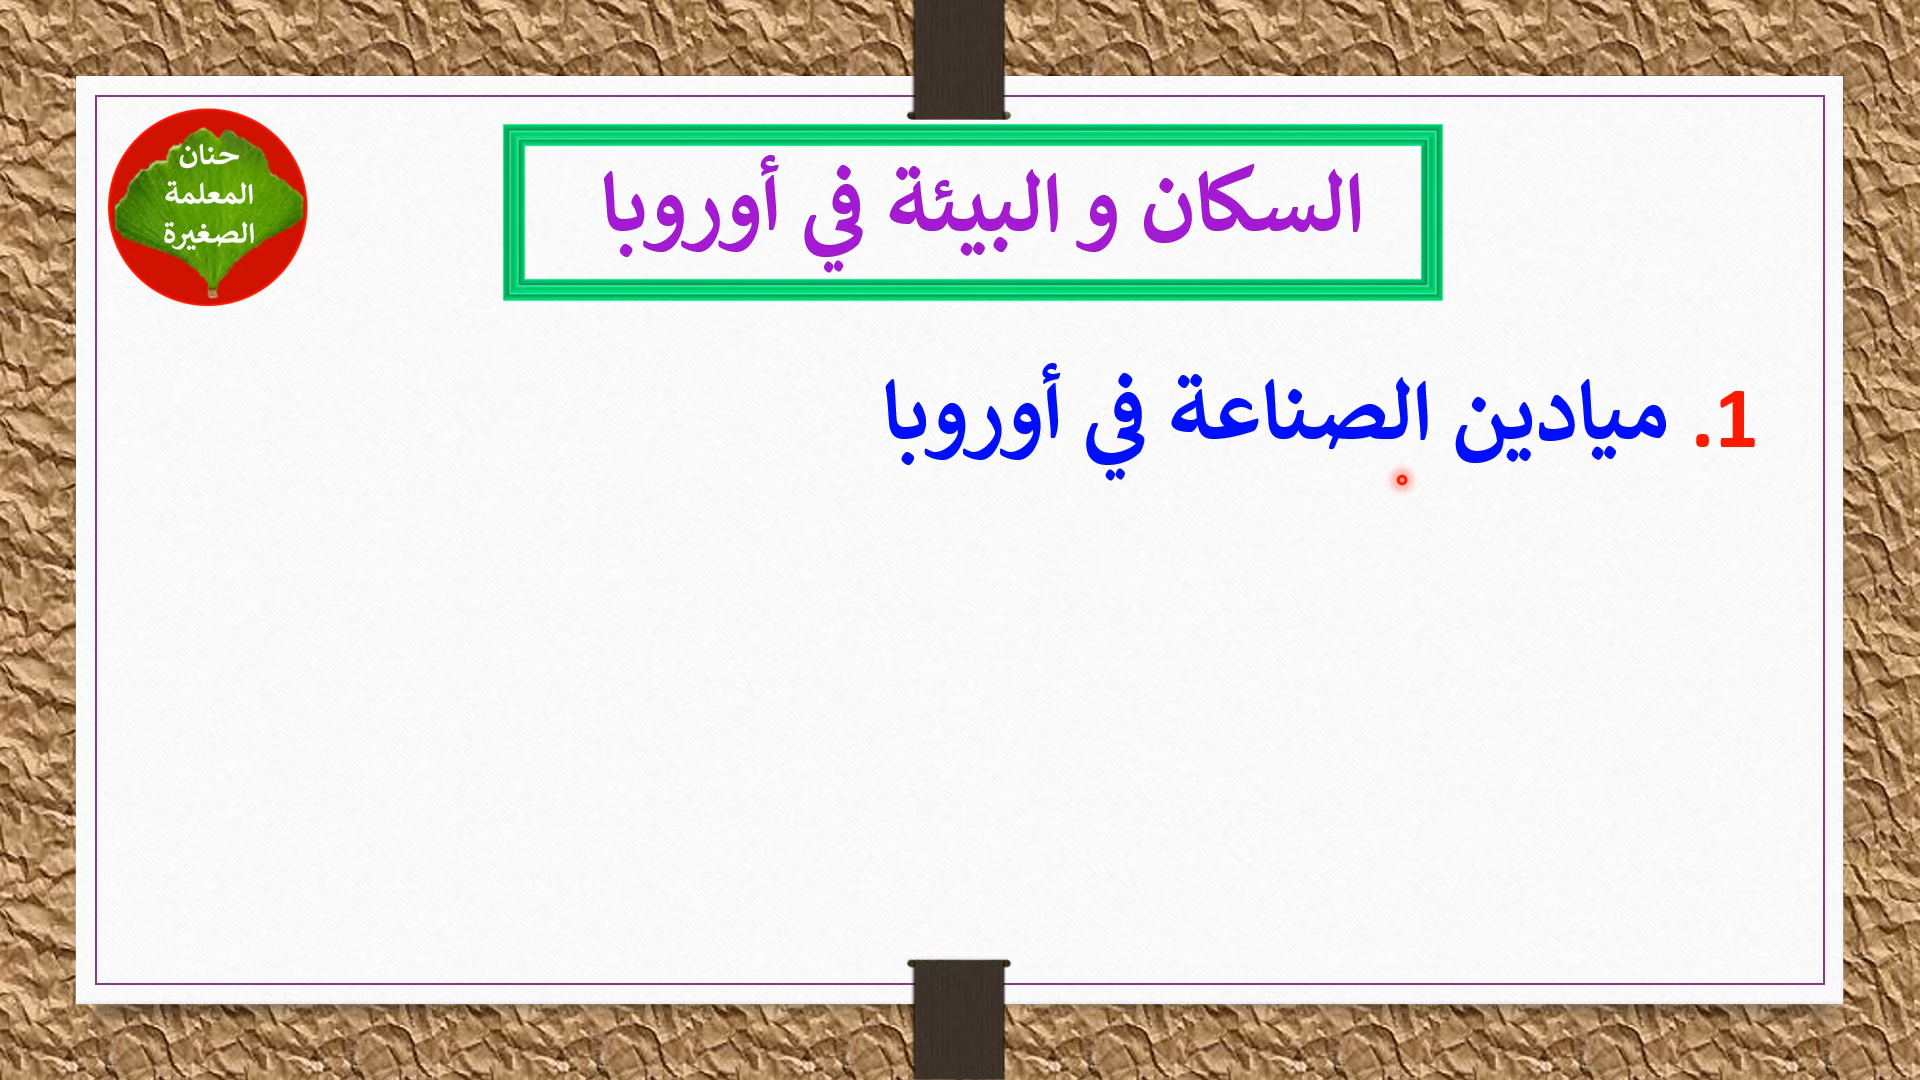 حنان
المعلمة
الصغيرة
السكان و البيئة في أوروبا
1. ميادين الصناعة في أوروبا